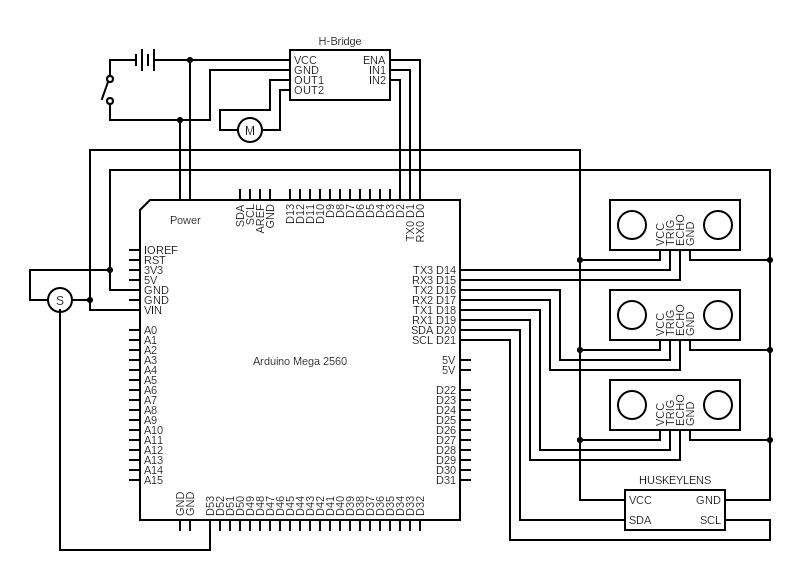 H-Bridge
VCC ENA
GND IN1
OUT1 IN2
OUT2
M
Power
SDA SCL AREF GND D13 D12 D11 D10 D9 D8 D7 D6 D5 D4 D3 D2 TX0 D1 RX0 D0
IOREF
RST
3V3
5V
GND
GND
VIN
S
A0
A1
A2
A3
A4
A5
A6
A7
A8
A9
A10
A11
A12
A13
A14
A15
Arduino Mega 2560
TX3 D14
RX3 D15
TX2 D16
RX2 D17
TX1 D18
RX1 D19
SDA D20
SCL D21
5V
5V
D22
D23
D24
D25
D26
D27
D28
D29
D30
D31
GND GND D53 D52 D51 D50 D49 D48 D47 D46 D45 D44 D43 D42 D41 D40 D39 D38 D37 D36 D35 D34 D33 D32
VCC TRIG ECHO GND
VCC TRIG ECHO GND
VCC TRIG ECHO GND
HUSKEYLENS
VCC GND
SDA SCL